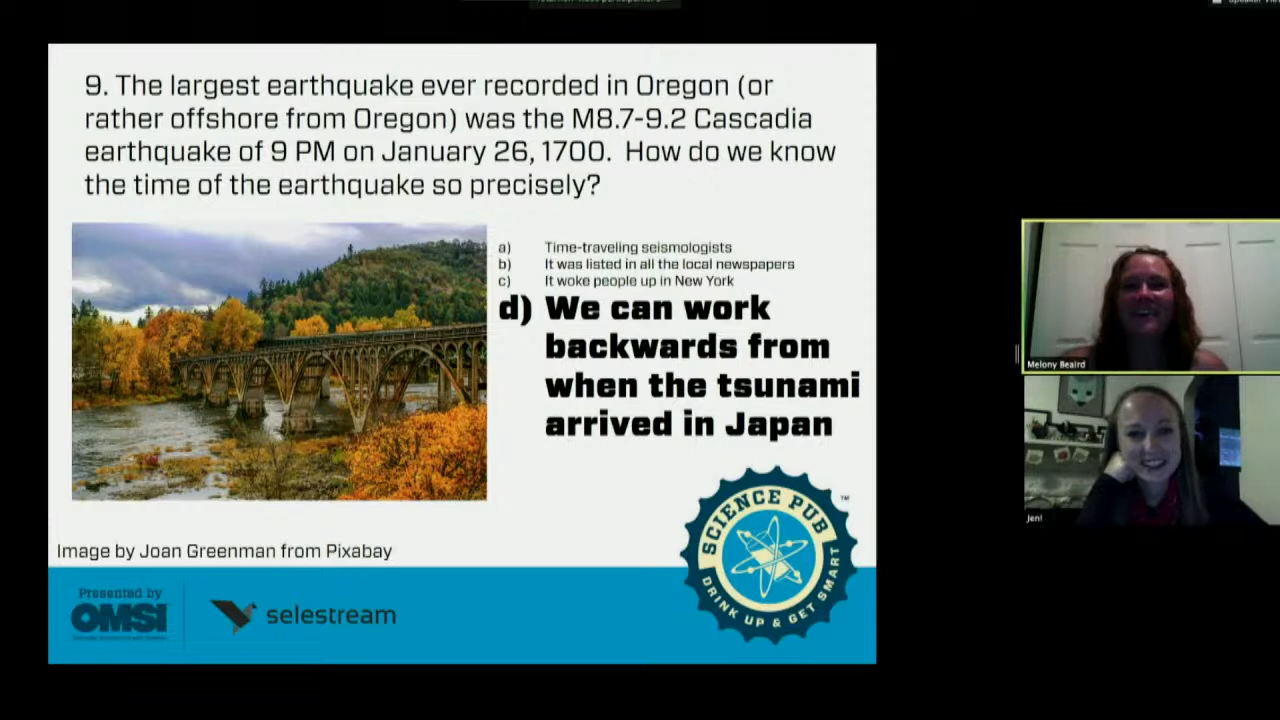 9. The largest earthquake ever recorded in Oregon (or
rather offshore from Oregon) was the M8.7-9.2 Cascadia
earthquake of 9 PM on January 26, 1700. How do we know
the time of the earthquake so precisely?
a) Time-traveling seismologists
b) It was listed in all the local newspapers
c) It woke people up in New York
d) We can work
backwards from
when the tsunami
arrived in Japan
Image by Joan Greenman from Pixabay
SCIENCE PUB
TM
DRINK UP & GET SMART
Presented by
OMSI
selestream
Melony Beaird
Jeni